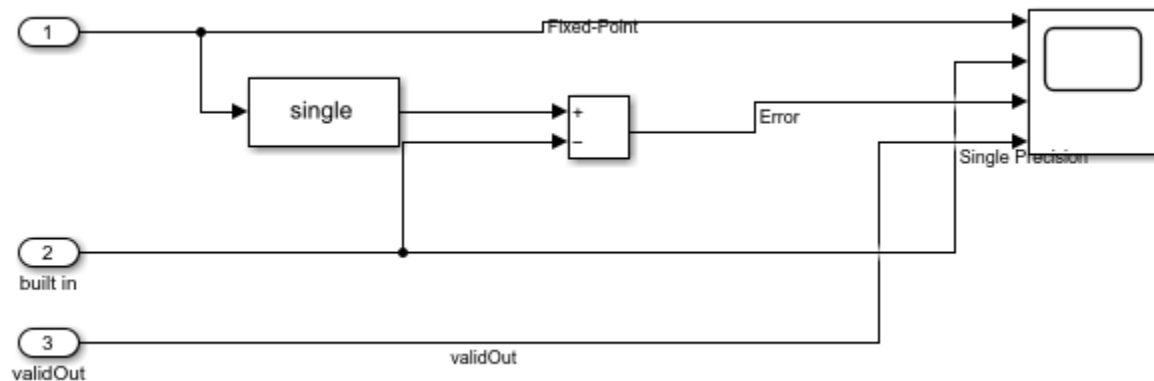 1
Fixed-Point
single
+
−
Error
Single Precision
2
built in
3
validOut
validOut